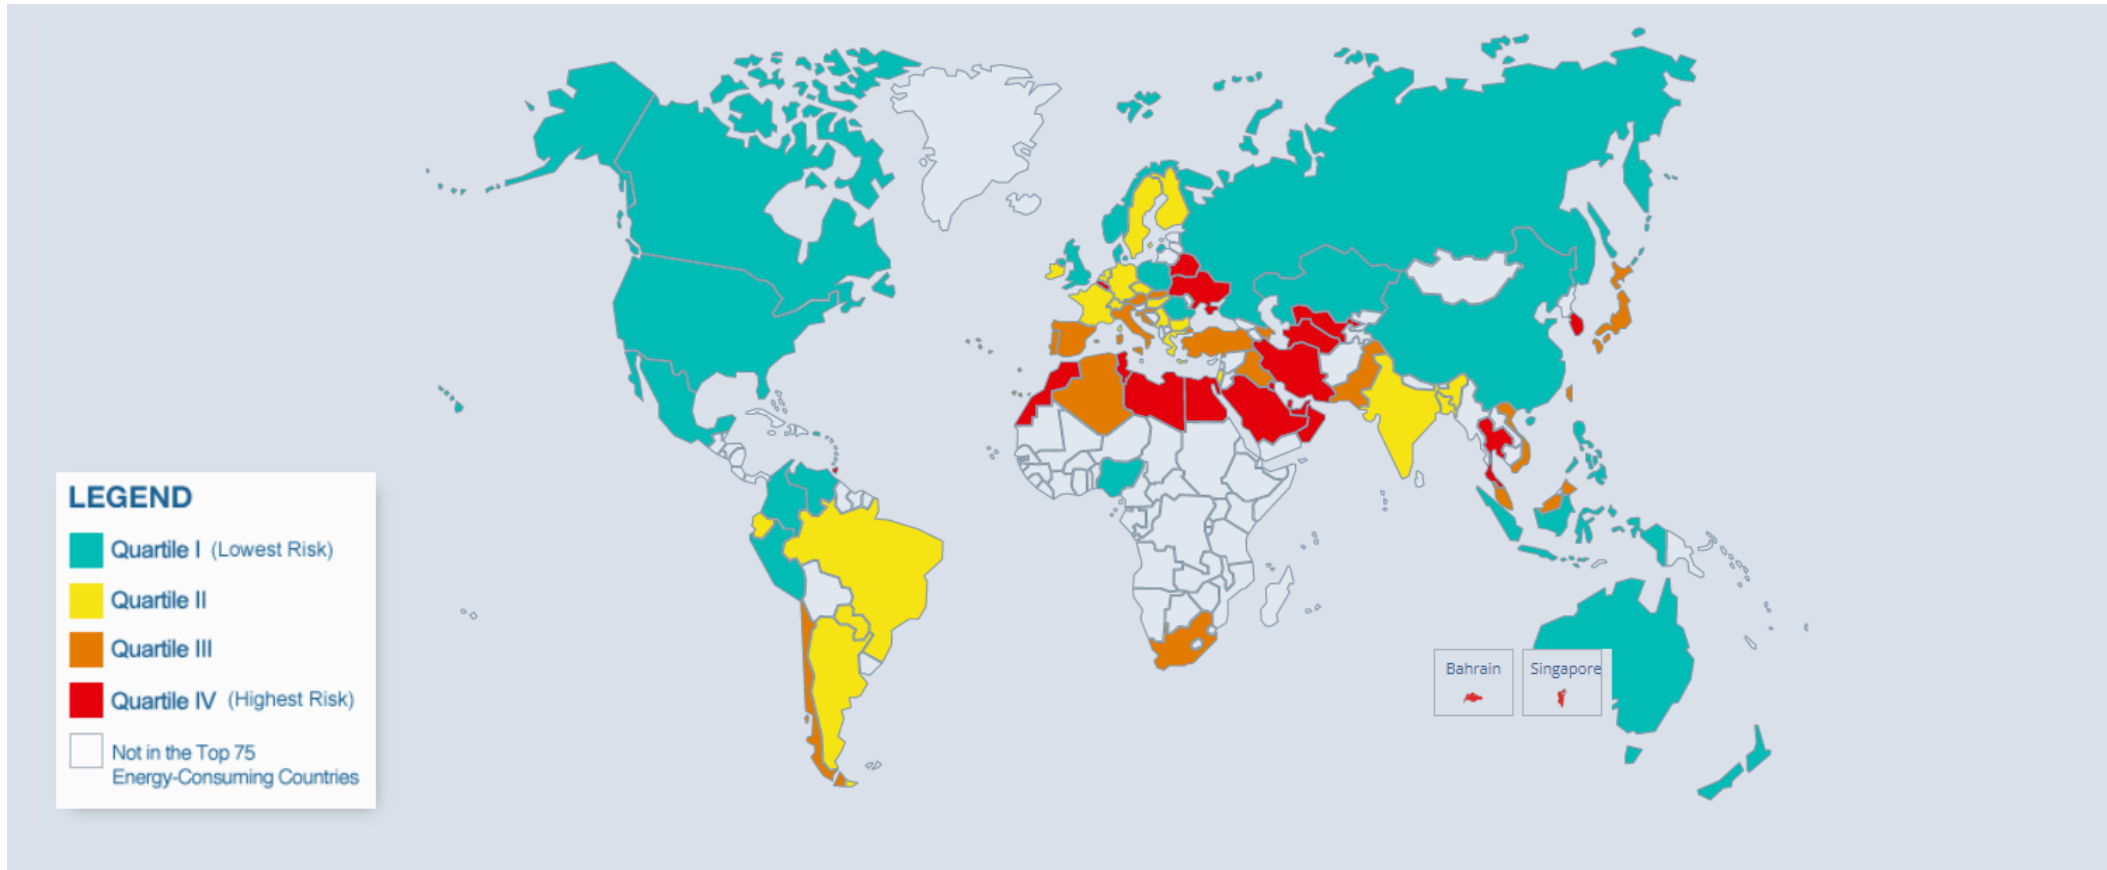 LEGEND
Quartile I (Lowest Risk)
Quartile II
Quartile III
Quartile IV (Highest Risk)
Not in the Top 75
Energy-Consuming Countries
Bahrain
Singapore